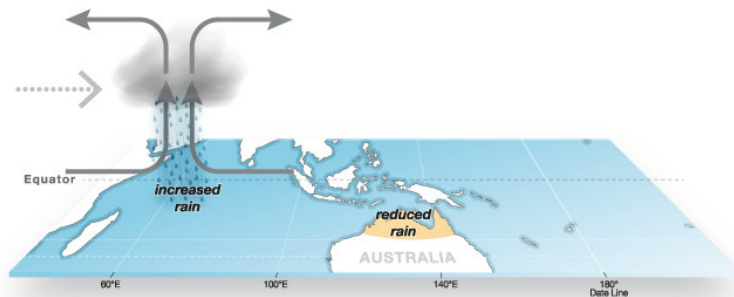 Equator
increased
rain
reduced
rain
AUSTRALIA
60°E
100°E
140°E
180°
Date Line